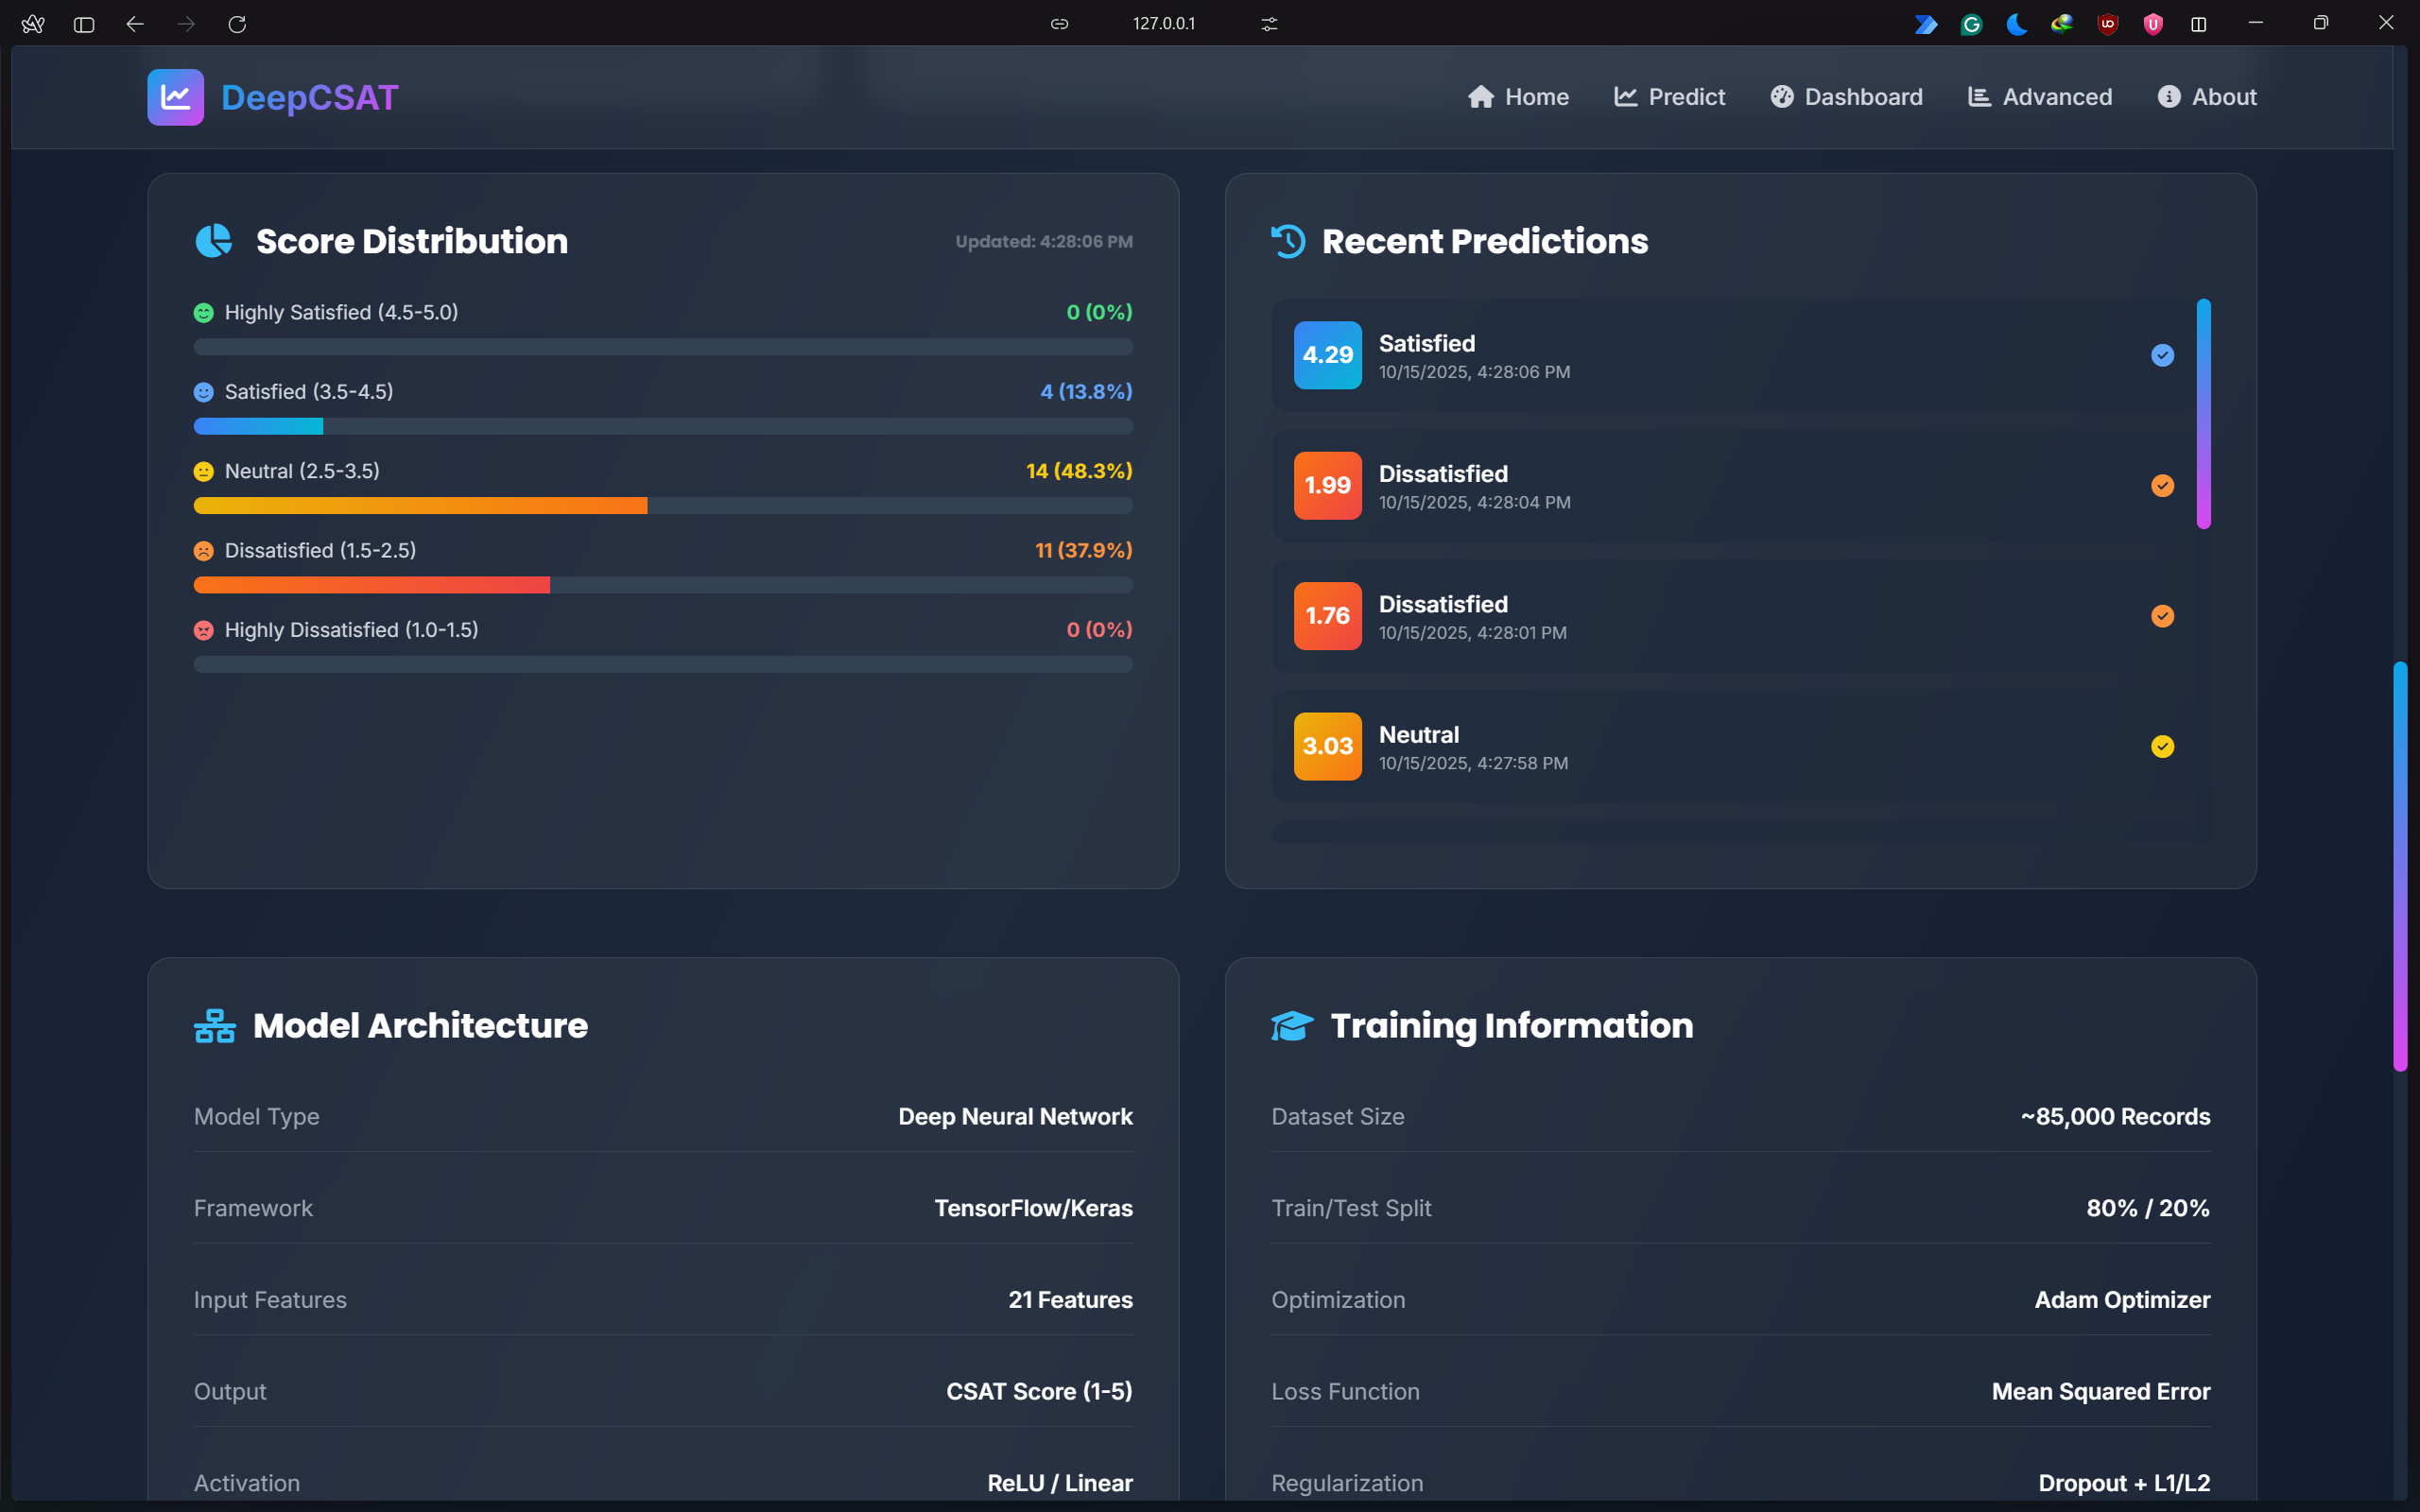 127.0.0.1
DeepCSAT
Home
Predict
Dashboard
Advanced
About
Score Distribution
Updated: 4:28:06 PM
Highly Satisfied (4.5-5.0)
0 (0%)
Satisfied (3.5-4.5)
4 (13.8%)
Neutral (2.5-3.5)
14 (48.3%)
Dissatisfied (1.5-2.5)
11 (37.9%)
Highly Dissatisfied (1.0-1.5)
0 (0%)
Recent Predictions
4.29
Satisfied
10/15/2025, 4:28:06 PM
1.99
Dissatisfied
10/15/2025, 4:28:04 PM
1.76
Dissatisfied
10/15/2025, 4:28:01 PM
3.03
Neutral
10/15/2025, 4:27:58 PM
Model Architecture
Model Type
Deep Neural Network
Framework
TensorFlow/Keras
Input Features
21 Features
Output
CSAT Score (1-5)
Activation
ReLU / Linear
Training Information
Dataset Size
~85,000 Records
Train/Test Split
80% / 20%
Optimization
Adam Optimizer
Loss Function
Mean Squared Error
Regularization
Dropout + L1/L2